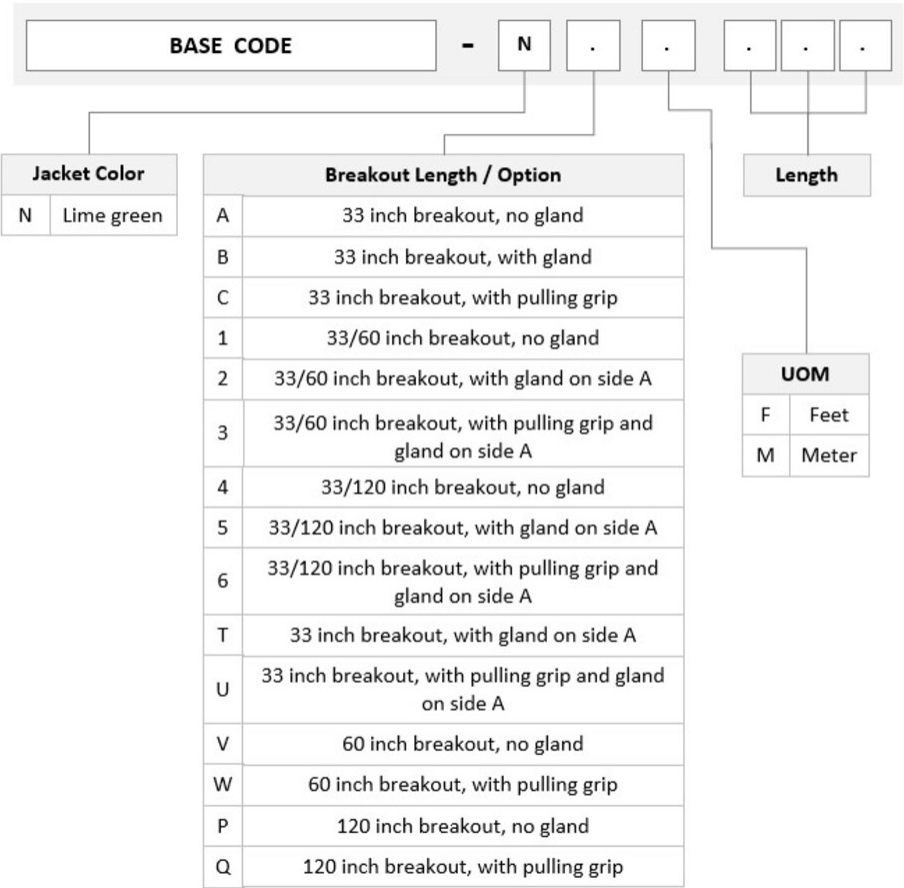 BASE CODE - N . . . . .
Jacket Color
N Lime green
Breakout Length / Option
A 33 inch breakout, no gland
B 33 inch breakout, with gland
C 33 inch breakout, with pulling grip
1 33/60 inch breakout, no gland
2 33/60 inch breakout, with gland on side A
3 33/60 inch breakout, with pulling grip and
gland on side A
4 33/120 inch breakout, no gland
5 33/120 inch breakout, with gland on side A
6 33/120 inch breakout, with pulling grip and
gland on side A
T 33 inch breakout, with gland on side A
U 33 inch breakout, with pulling grip and gland
on side A
V 60 inch breakout, no gland
W 60 inch breakout, with pulling grip
P 120 inch breakout, no gland
Q 120 inch breakout, with pulling grip
Length
UOM
F Feet
M Meter